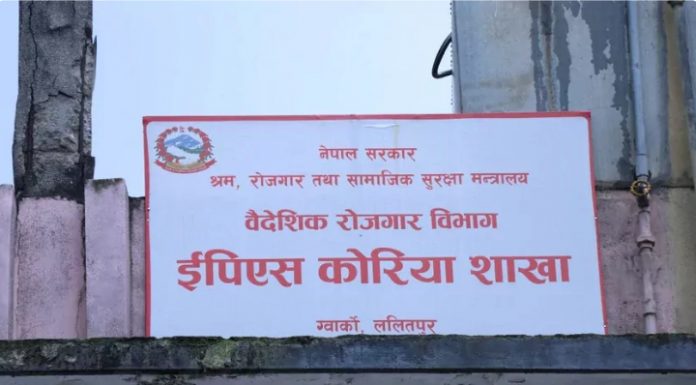 नेपाल सरकार
श्रम, रोजगार तथा सामाजिक सुरक्षा मन्त्रालय
वैदेशिक रोजगार विभाग
ईपिएस कोरिया शाखा
ग्वार्को, ललितपुर